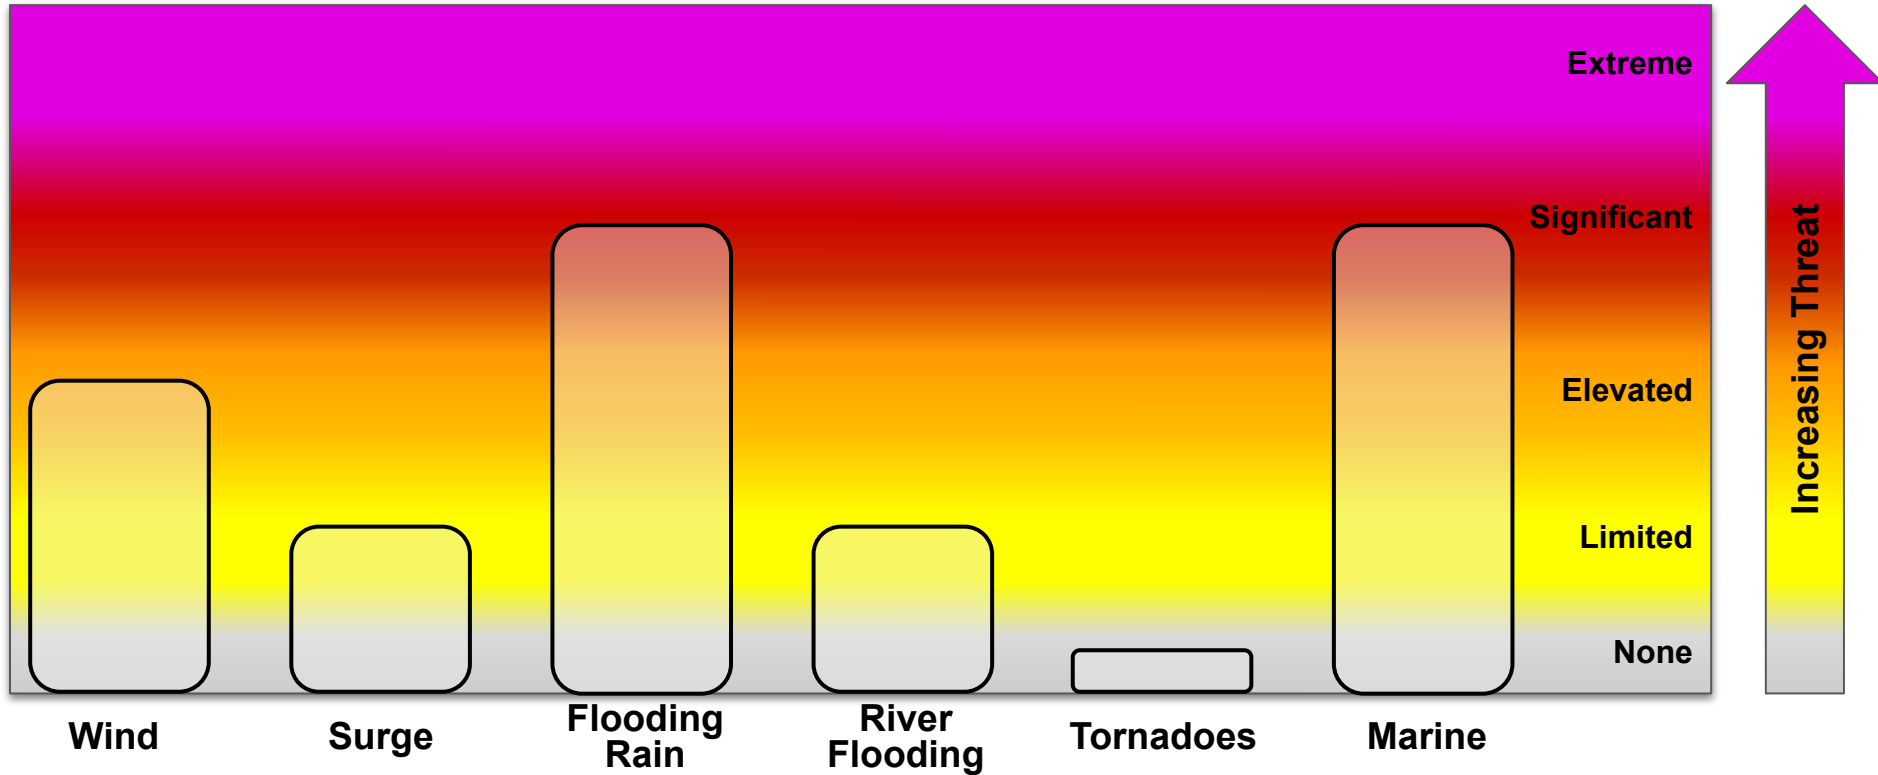 Extreme
Significant
Elevated
Limited
None
Increasing Threat
Wind
Surge
Flooding
Rain
River
Flooding
Tornadoes
Marine